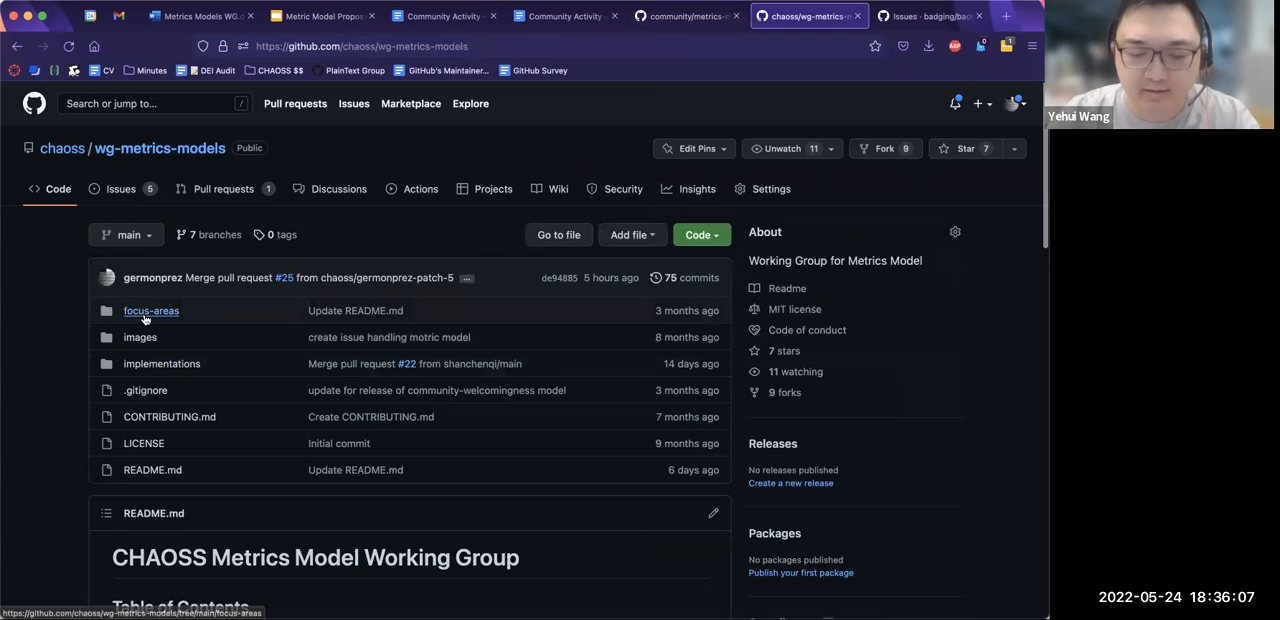 Metrics Models WG.d
Metric Model Propos
Community Activity -
Community Activity -
community/metrics-m
chaoss/wg-metrics-m
Issues · badging/bad
https://github.com/chaoss/wg-metrics-models
CV
Minutes
DEI Audit
CHAOSS $$
PlainText Group
GitHub's Maintainer...
GitHub Survey
Search or jump to...
/
Pull requests
Issues
Marketplace
Explore
chaoss / wg-metrics-models
Public
Edit Pins
Unwatch 11
Fork 9
Star 7
Code
Issues 5
Pull requests 1
Discussions
Actions
Projects
Wiki
Security
Insights
Settings
main
7 branches
0 tags
Go to file
Add file
Code
germonprez Merge pull request #25 from chaoss/germonprez-patch-5 ...
de94885 5 hours ago
75 commits
focus-areas
Update README.md
3 months ago
images
create issue handling motric model
8 months ago
implementations
Merge pull request #22 from shanchenqi/main
14 days ago
.gitignore
update for release of community-welcomingness model
3 months ago
CONTRIBUTING.md
Create CONTRIBUTING.md
7 months ago
LICENSE
Initial commit
9 months ago
README.md
Update README.md
6 days ago
README.md
CHAOSS Metrics Model Working Group
Table of Contents
About
Working Group for Metrics Model
Readme
MIT license
Code of conduct
7 stars
11 watching
9 forks
Releases
No releases published
Create a new release
Packages
No packages published
Publish your first package
https://github.com/chaoss/wg-metrics-models/tree/main/focus-areas
Yehui Wang
2022-05-24 18:36:07